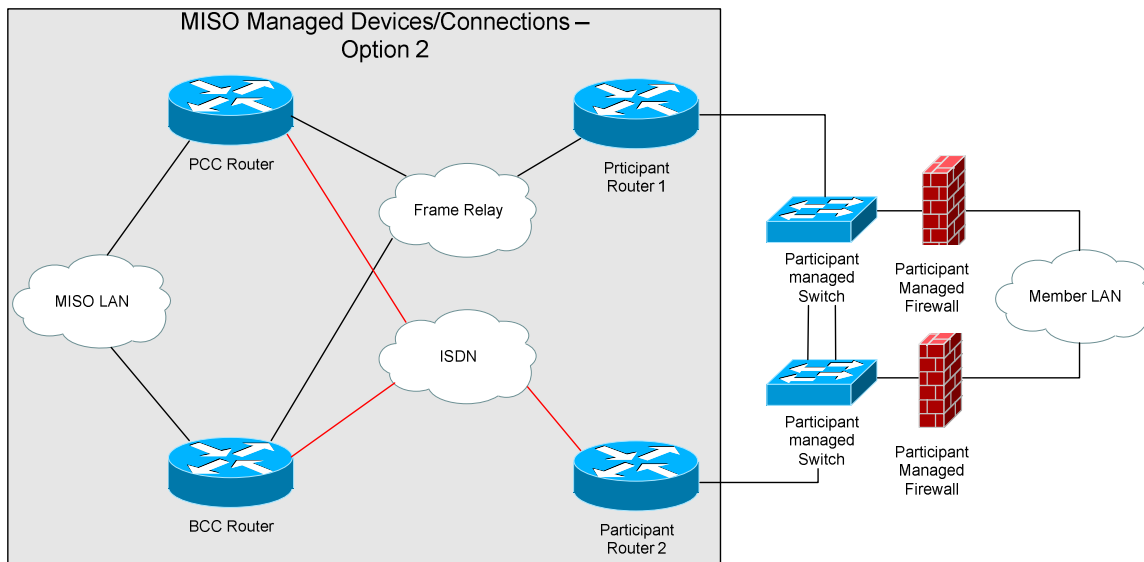 MISO Managed Devices/Connections –
Option 2
PCC Router
Prticipant
Router 1
Frame Relay
MISO LAN
ISDN
BCC Router
Participant
Router 2
Participant
managed
Switch
Participant
Managed
Firewall
Member LAN
Participant
managed
Switch
Participant
Managed
Firewall